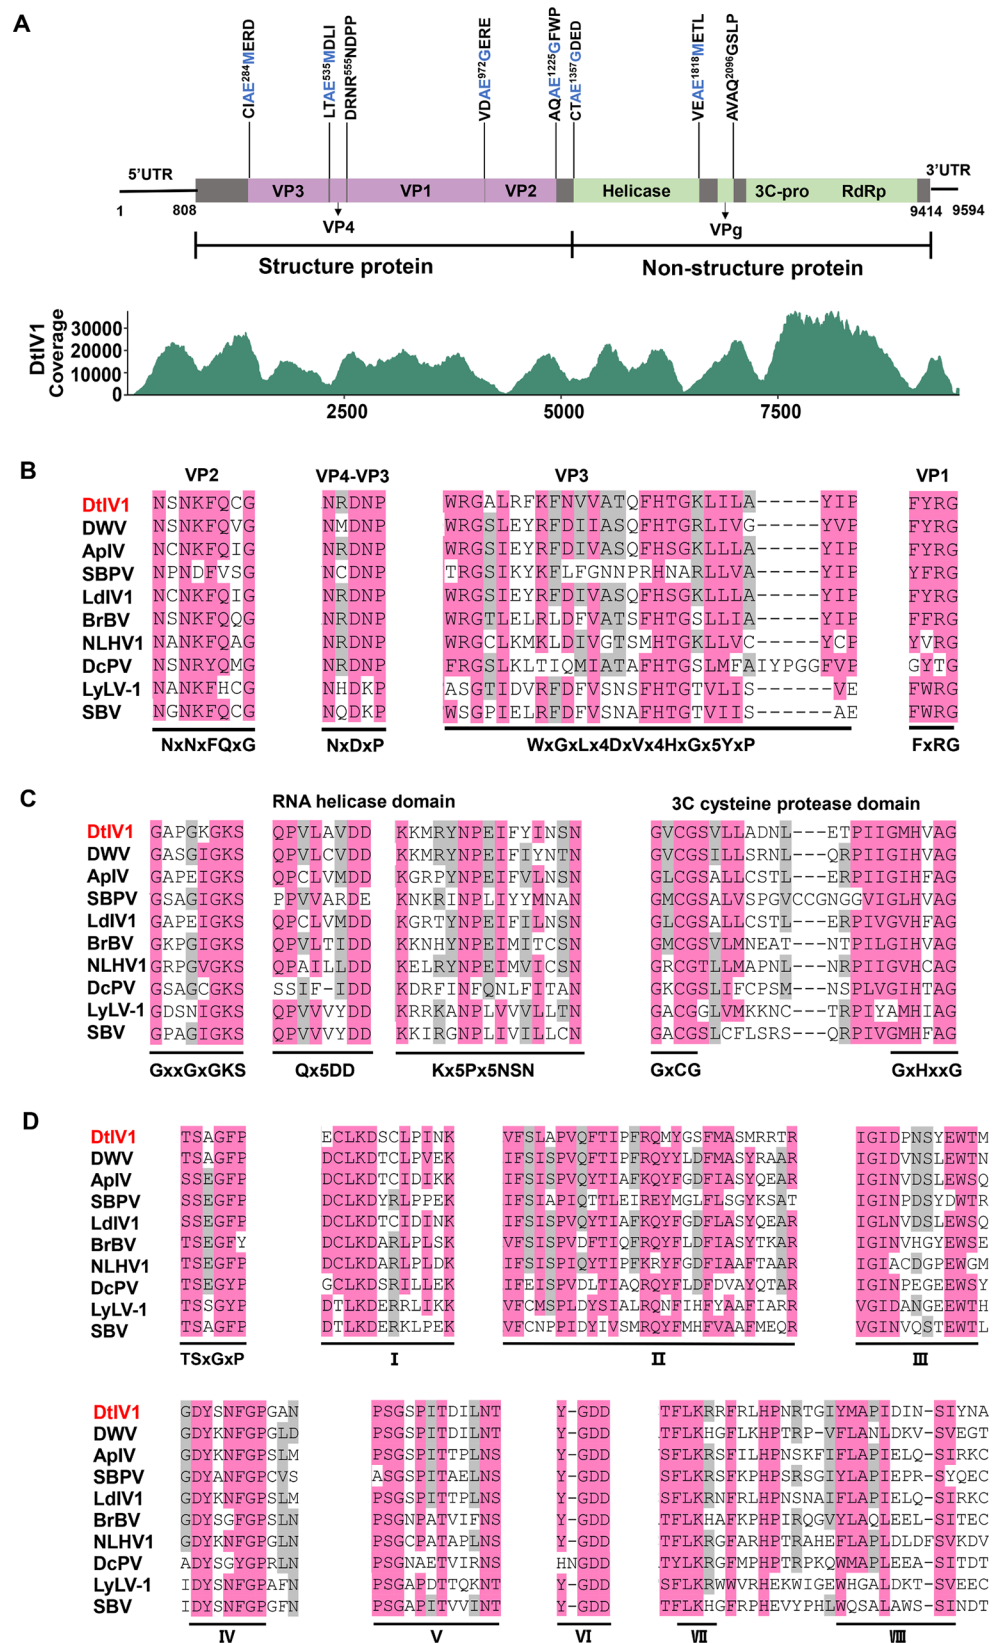 A
CIAE284MERD
LTAE535MDLI
DRNR555NDPP
VDAE972GERE
AQAE1225GFWP
CTAE1357GDED
VEAE1818METL
AVAQ2096GSLP
5'UTR
3'UTR
VP3 VP1 VP2 Helicase 3C-pro RdRp
1 808 VP4 VPg 9414 9594
Structure protein Non-structure protein
DtIV1
Coverage
30000
20000
10000
0
2500 5000 7500
B
VP2 VP4-VP3 VP3 VP1
DtIV1 NSNKFQCG NRDNP WRGALRFKFNVVATQFHTGKLILA-----YIP FYRG
DWV NSNKFQVG NMDNP WRGSLEYRFDIIASQFHTGRLIVG-----YVP FYRG
ApIV NCNKFQIG NRDNP WRGSIEYRFDIVASQFHSGKLLLA-----YIP FYRG
SBPV NPNDFVSG NCDNP TRGSIKYKFLFGNNPRHNARLLVA-----YIP FYRG
LdIV1 NCNKFQIG NRDNP WRGSIEYRFDIVASQFHSGKLLLA-----YIP FYRG
BrBV NSNKFQQG NRDNP WRGTLELRLDFVATSFHTGSLLIA-----YIP FFRG
NLHV1 NANKFQAG NRDNP WRGCLKMKLDIVGTSMHTGKLLVC-----YCP YVRG
DcPV NSNRYQMG NRDNP FRGSLKLTIQMIATAFHTGSLMFAIYPGGFVP GYTG
LyLV-1 NANKFHCG NHDKP ASGTIDVRFDFVSNSFHTGTVLIS------VE FWRG
SBV NGNKFQCG NQDKP WSGPIELRFDFVSNAFHTGTVIIS------AE FWRG
NxNxFQxG NxDxP WxGxLx4DxVx4HxGx5YxP FxRG
C
RNA helicase domain 3C cysteine protease domain
DtIV1 GAPGKGKS QPVLAVDD KKMRYNPEIFYINSN GVCGSVLLADNL---ETPIIGMHVAG
DWV GASGIGKS QPVLCVDD KKMRYNPEIFIYNTN GVCGSILLSRNL---QRPIIGIHVAG
ApIV GAPEIGKS QPCLVMDD KGRPYNPEIFVLNSN GLCGSALLCSTL---ERPIIGIHVAG
SBPV GSAGIGKS PPVVARDE KNKRINPLIYYMNAN GMCGSALVSPGVCCGNGGVIGLHVAG
LdIV1 GAPEIGKS QPCLVMDD KGRTYNPEIFILNSN GVCGSALLCSTL---ERPIVGVHFAG
BrBV GKPGIGKS QPVLTIDD KKNHYNPEIMITCSN GMCGSVLMNEAT---NTPILGIHVAG
NLHV1 GRPGVGKS QPAILLDD KELRYNPEIMVICSN GRCGTLLMAPNL---NRPIIGVHCAG
DcPV GSAGCGKS SSIF-IDD KDRFINFQNLFITAN GKCGSLIFCPSM---NSPLVGIHTAG
LyLV-1 GDSNIGKS QPVVVYDD KRRKANPLVVVLLTN GACGGLVMKKNC---TRPIYAMHIAG
SBV GPAGIGKS QPVVVYDD KKIRGNPLIVILLCN GACGSLCFLSRS---QRPIVGMHFAG
GxxGxGKS Qx5DD Kx5Px5NSN GxCG GxHxxG
D
DtIV1 TSAGFP ECLKDSCLPINK VFSLAPVQFTIPFRQMYGSFMASMRRTR IGIDPNSYEWTM
DWV TSAGFP DCLKDTCLPVEK IFSISPVQFTIPFRQYYLDFMASYRAAR IGIDVNSLEWTN
ApIV SSEGFP DCLKDTCLPISK IFSISPVQYTIAFRQYFGDFIASYQKAR IGINVDSLEWSQ
SBPV SSEGFP DCLKDYRLPPEK IFSIAPIQTTLEIREYMGLFLSGYKSAT IGINPDSYDWTR
LdIV1 SSEGFP DCLKDTCIDINK IFSISPVQYTIAFKQYFGDFLASYQEAR IGLNVDSLEWSQ
BrBV TSEGFY DCLKDARLPLSK IFSISPVDFTIQFRQYFLDFIASYTKAR IGINVHGYEWSE
NLHV1 TSEGFP DCLKDARLPLDK IFSISPIQYTIPFKRYFGDFIAAFTAAR IGIACDGPEWGM
DcPV TSEGYP GCLKDSRILLEK IFEISPVDLTIAQRQYFLDFDVAYQTAR IGINPEGEEWSY
LyLV-1 TSSGYP DTLKDERRLIKK VFCMSPLDYSIALRQNFIHFYAAFIARR VGIDANGEEWTH
SBV TSAGFP DTLKDERKLPEK VFCNPPIDYIVSMRQYYMHFVAAFMEQR VGINVQSTEWTL
TSxGxP Ⅰ Ⅱ Ⅲ
DtIV1 GDYSNFGPGAN PSGSPITDILNT Y-GDD TFLKRRFRLHPNRTGIYMAPIDIN-SIYNA
DWV GDYKNFGPGLD PSGSPITDILNT Y-GDD TFLKHGFLKHPTRP-VFLANLDKV-SVEGT
ApIV GDYKNFGPSLM PSGSPITTPLNS Y-GDD SFLKRSFILHPNSKFIFLAPIELQ-SIRKC
SBPV GDYANFGPCVS ASGSPITAELNS Y-GDD SFLKRSFKPHPSRSGIYLAPIEPR-SYQEC
LdIV1 GDYKNFGPSLM PSGSPITTPLNS Y-GDD SFLKRNFRLHPNSNAIFLAPIELQ-SIRKC
BrBV GDYSGFGPSLN PSGNPATVIFNS Y-GDD TFLKHAFKPHPIRQGVYLAQLEEL-SITEC
NLHV1 GDYKNFGPGLN PSGCPATAPLNS Y-GDD TFLKRGFARHPTRAHEFLAPLDLDFSVKDV
DcPV ADYSGYGPRLN PSGNAETVIRNS HNGDD TYLKRGFMPHPTRPKQWMAPLEEA-SITDT
LyLV-1 IDYSNFGPAFN PSGAPDTTQKNT Y-GDD SFLKRWWVRHEKWIGEWHGALDKT-SVEEC
SBV IDYSNFGPGFN PSGAPITVVINT Y-GDD TFLKHGFRPHEVYPHLWQSALAWS-SINDT
Ⅳ Ⅴ Ⅵ Ⅶ Ⅷ